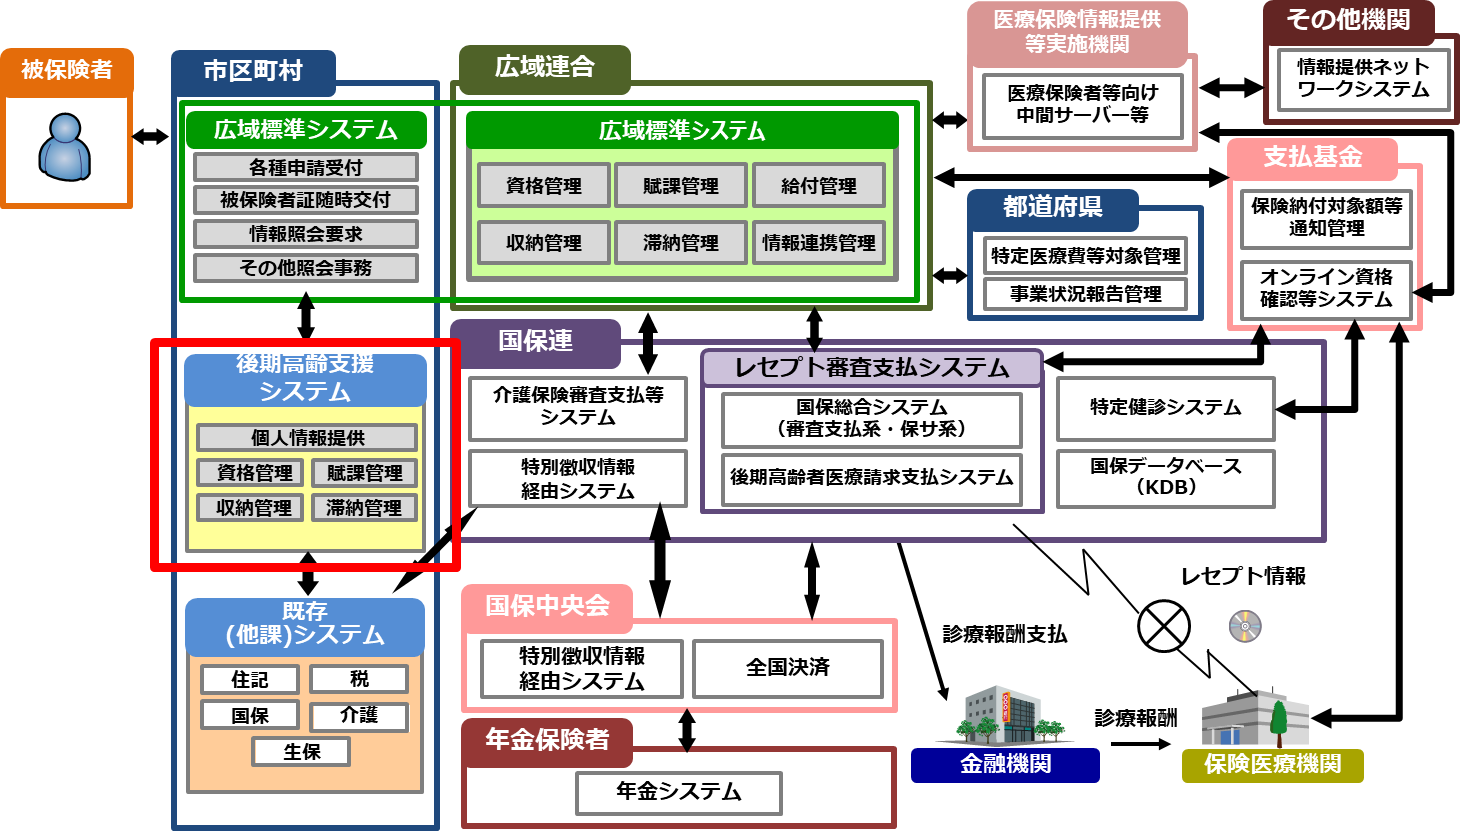 被保険者
市区町村
広域標準システム
各種申請受付
被保険者証随時交付
情報照会要求
その他照会事務
後期高齢支援
システム
個人情報提供
資格管理
賦課管理
収納管理
滞納管理
既存
(他課)システム
住記
税
国保
介護
生保
広域連合
広域標準システム
資格管理
賦課管理
給付管理
収納管理
滞納管理
情報連携管理
医療保険情報提供
等実施機関
医療保険者等向け
中間サーバー等
その他機関
情報提供ネット
ワークシステム
都道府県
特定医療費等対象管理
事業状況報告管理
支払基金
保険納付対象額等
通知管理
オンライン資格
確認等システム
国保連
介護保険審査支払等
システム
特別徴収情報
経由システム
レセプト審査支払システム
国保総合システム
（審査支払系・保サ系）
後期高齢者医療請求支払システム
特定健診システム
国保データベース
（KDB）
国保中央会
特別徴収情報
経由システム
全国決済
年金保険者
年金システム
レセプト情報
診療報酬支払
金融機関
診療報酬
保険医療機関